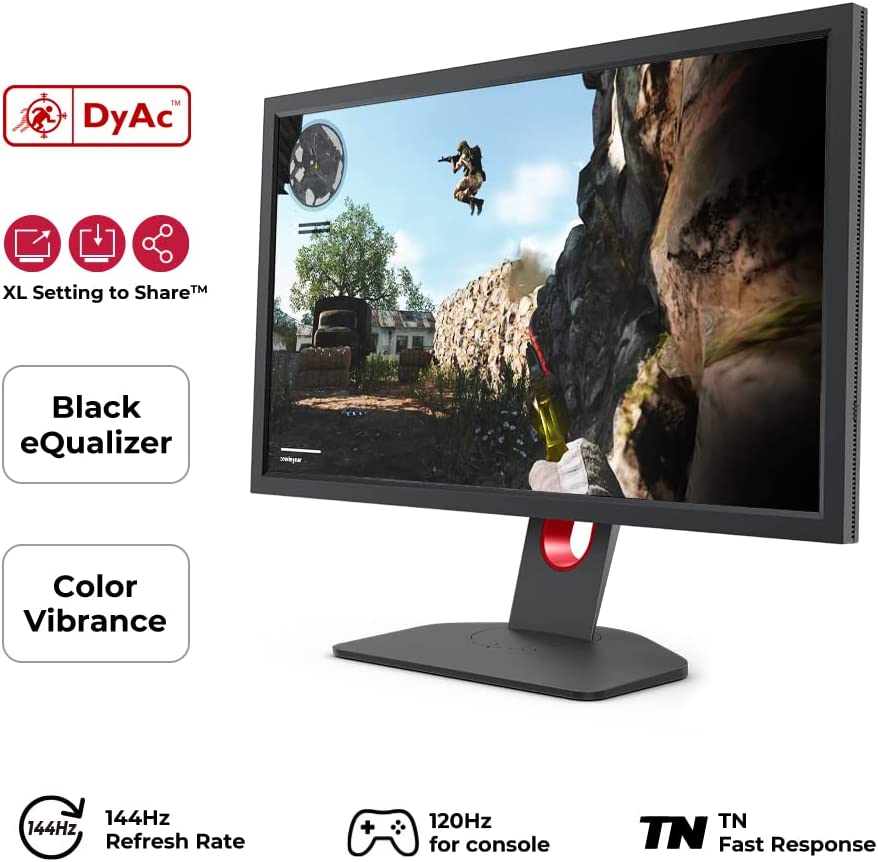 DyAc™
XL Setting to Share™
Black
eQualizer
Color
Vibrance
144Hz
144Hz
Refresh Rate
120Hz
for console
TN
TN
Fast Response